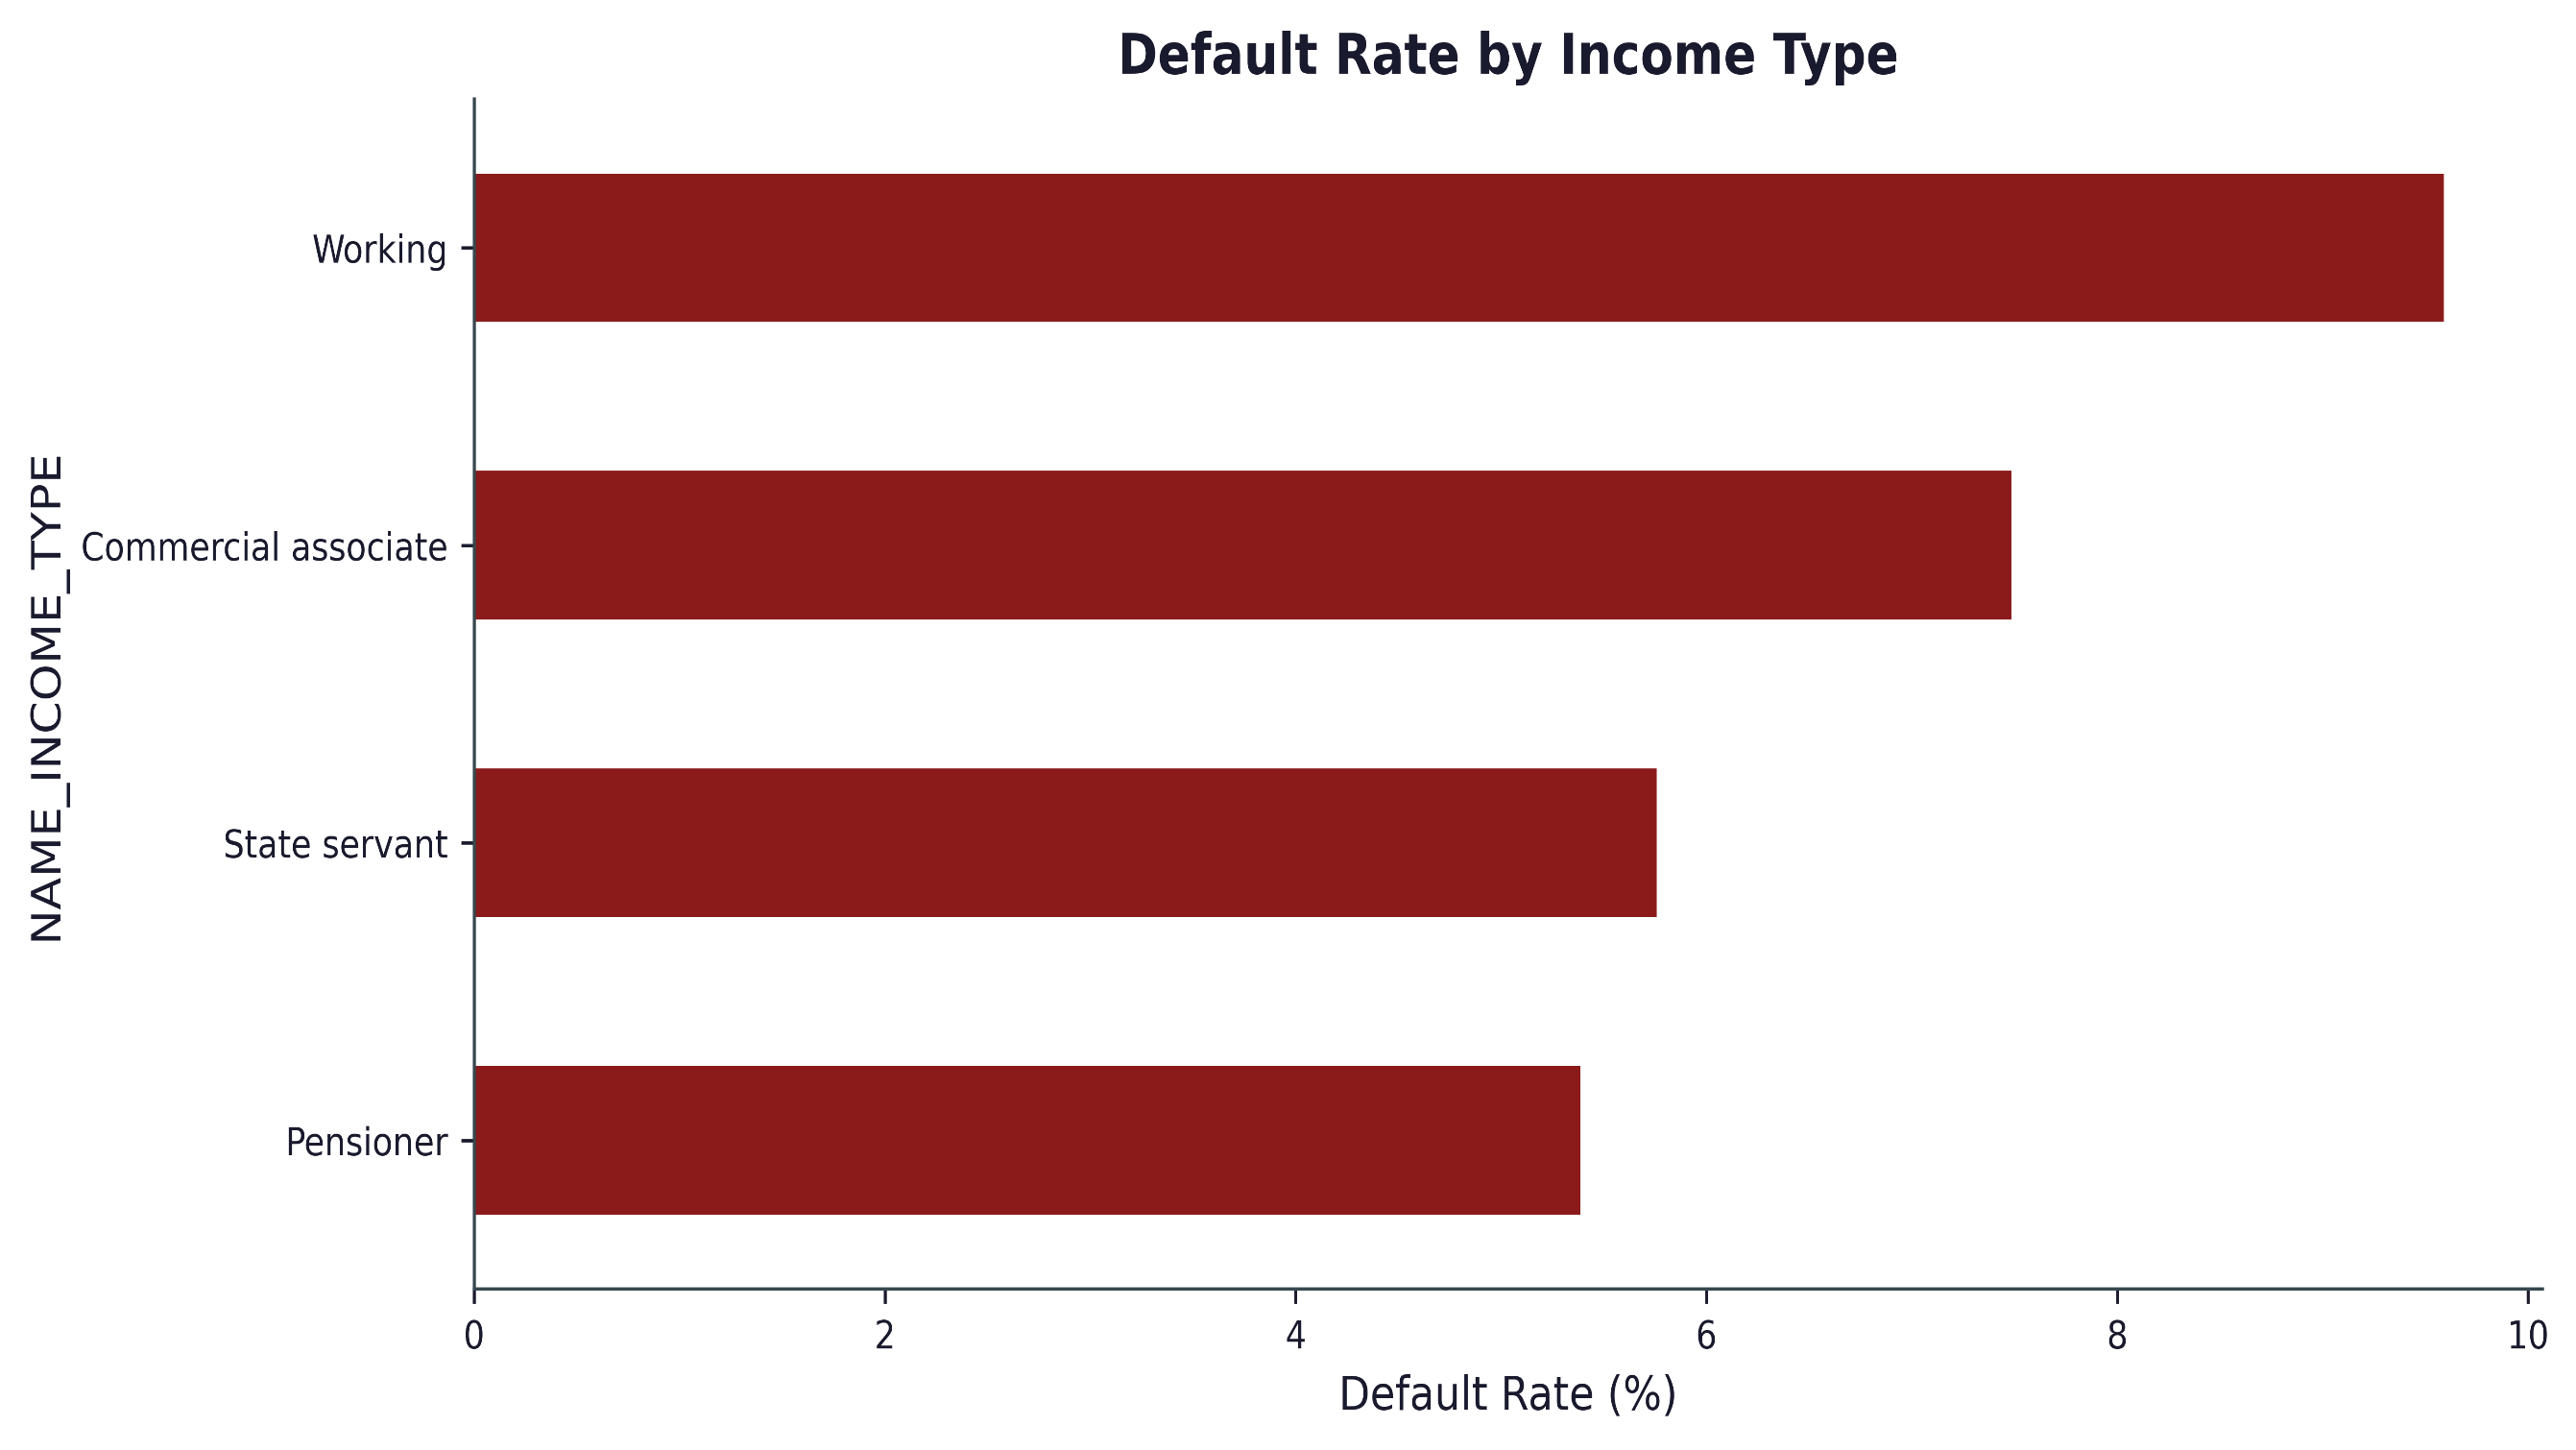 Default Rate by Income Type
NAME_INCOME_TYPE
Working
Commercial associate
State servant
Pensioner
0 2 4 6 8 10
Default Rate (%)